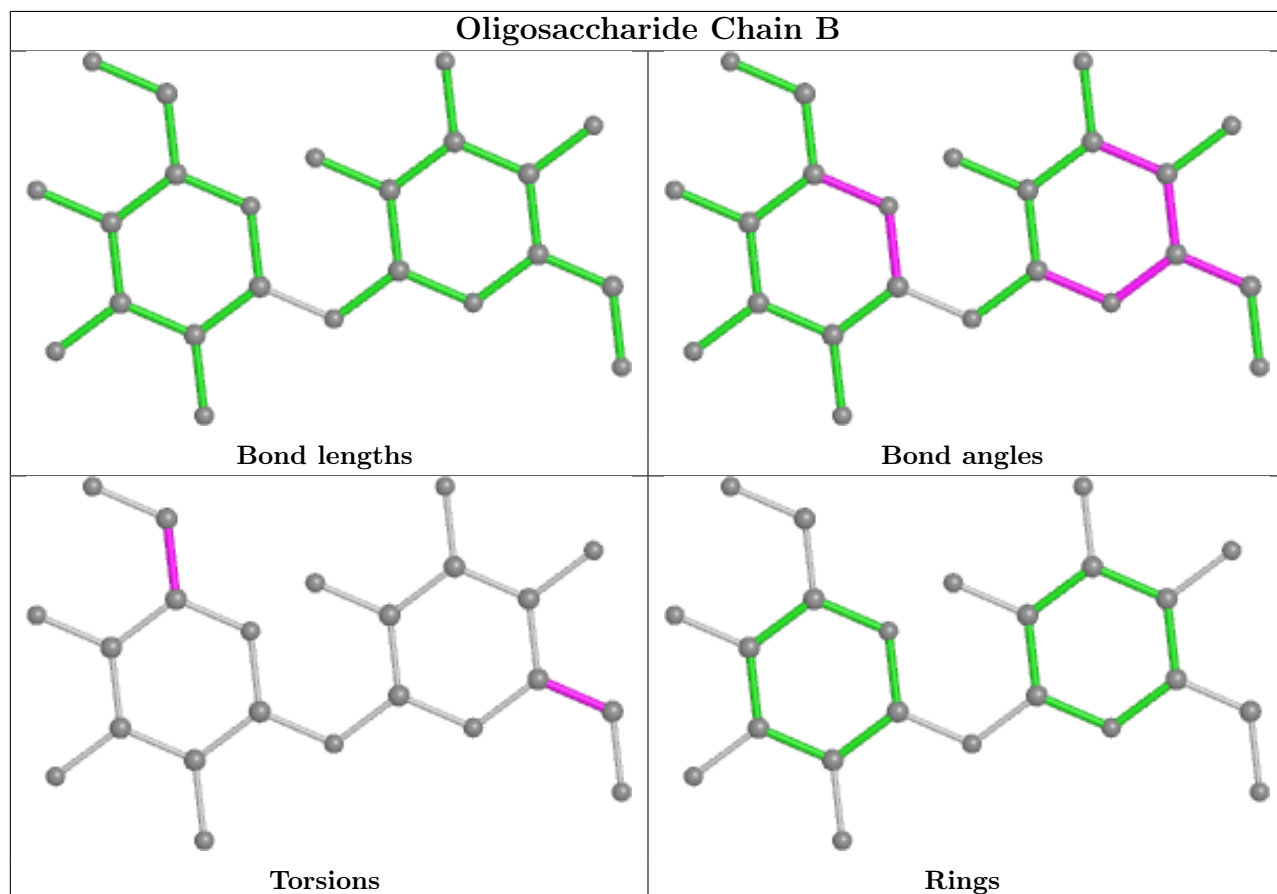 Oligosaccharide Chain B
Bond lengths
Bond angles
Torsions
Rings